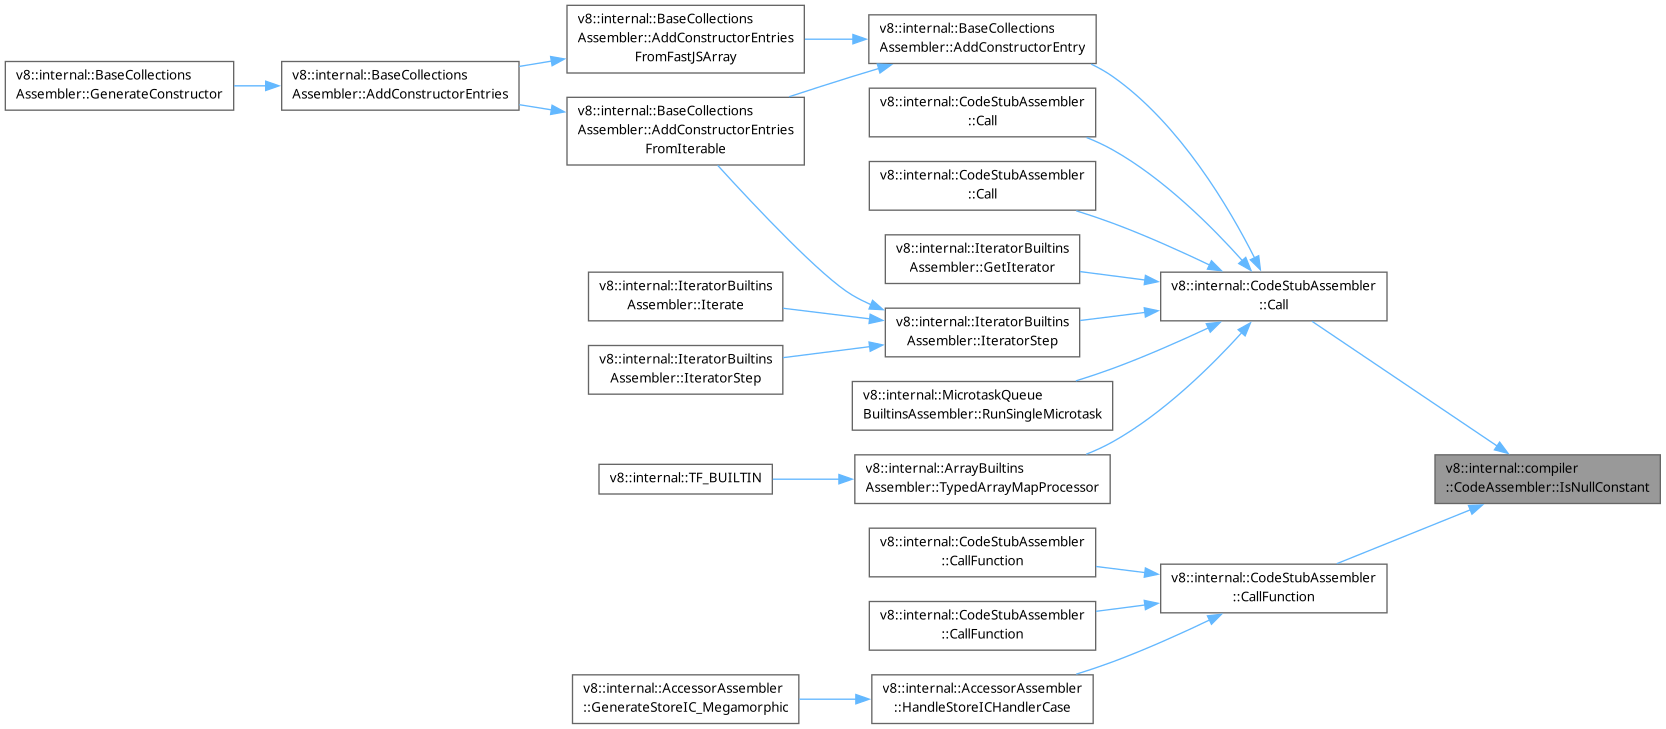 v8::internal::BaseCollections
Assembler::GenerateConstructor
v8::internal::BaseCollections
Assembler::AddConstructorEntries
v8::internal::BaseCollections
Assembler::AddConstructorEntries
FromFastJSArray
v8::internal::BaseCollections
Assembler::AddConstructorEntries
FromIterable
v8::internal::IteratorBuiltins
Assembler::Iterate
v8::internal::IteratorBuiltins
Assembler::IteratorStep
v8::internal::TF_BUILTIN
v8::internal::AccessorAssembler
::GenerateStoreIC_Megamorphic
v8::internal::BaseCollections
Assembler::AddConstructorEntry
v8::internal::CodeStubAssembler
::Call
v8::internal::CodeStubAssembler
::Call
v8::internal::IteratorBuiltins
Assembler::GetIterator
v8::internal::IteratorBuiltins
Assembler::IteratorStep
v8::internal::MicrotaskQueue
BuiltinsAssembler::RunSingleMicrotask
v8::internal::ArrayBuiltins
Assembler::TypedArrayMapProcessor
v8::internal::CodeStubAssembler
::CallFunction
v8::internal::CodeStubAssembler
::CallFunction
v8::internal::AccessorAssembler
::HandleStoreICHandlerCase
v8::internal::CodeStubAssembler
::Call
v8::internal::CodeStubAssembler
::CallFunction
v8::internal::compiler
::CodeAssembler::IsNullConstant